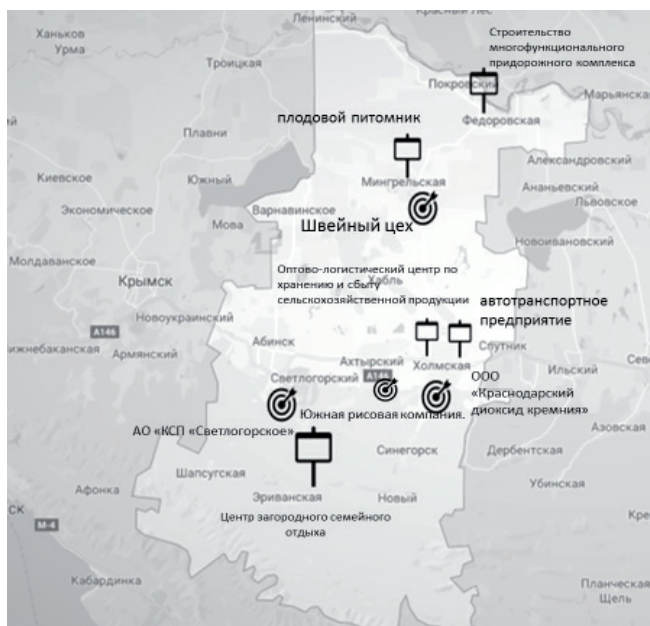 Ленинский
Ханьков
Урма
Строительство
многофункционального
придорожного комплекса
Троицкая
Покровский
Марьянска
Федоровская
плодовой питомник
Плавни
Александровский
Киевское
Южный
Мингрельская
Ананьевский
Львовское
Экономическое
Варнавинское
Мова
Швейный цех
Новоивановский
Молдаванское
Крымск
Оптово-логистический центр по
хранению и сбыту
сельскохозяйственной продукции
автотранспортное
предприятие
Новоукраинский
А146
Армянский
Абинск
Ахтырский
Холмская
Спутник
Ильский
Светлогорский
А146
ООО
«Краснодарский
диоксид кремния»
Южная рисовая компания.
АО «КСП «Светлогорское»
Азовская
Синегорск
Дербентская
Шапсугская
Убинская
Афонка
Эриванская
Новый
М-4
Центр загородного семейного
отдыха
Кабардинка
Планческая
Щель